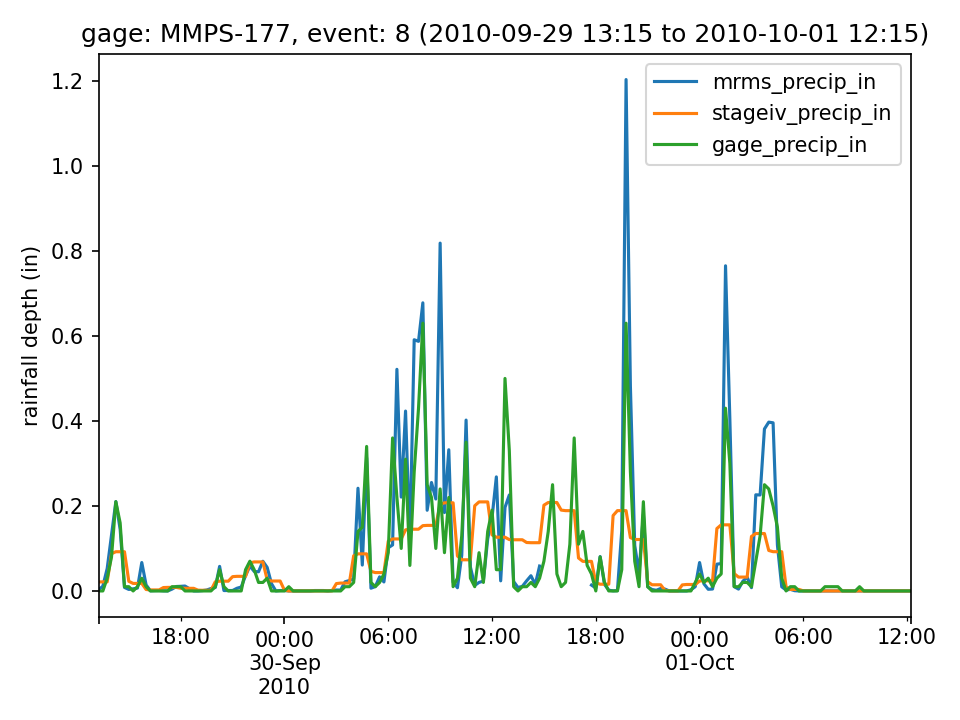 gage: MMPS-177, event: 8 (2010-09-29 13:15 to 2010-10-01 12:15)
mrms_precip_in
stageiv_precip_in
gage_precip_in
rainfall depth (in)
1.2
1.0
0.8
0.6
0.4
0.2
0.0
18:00 00:00 06:00 12:00 18:00 00:00 06:00 12:00
30-Sep 01-Oct
2010